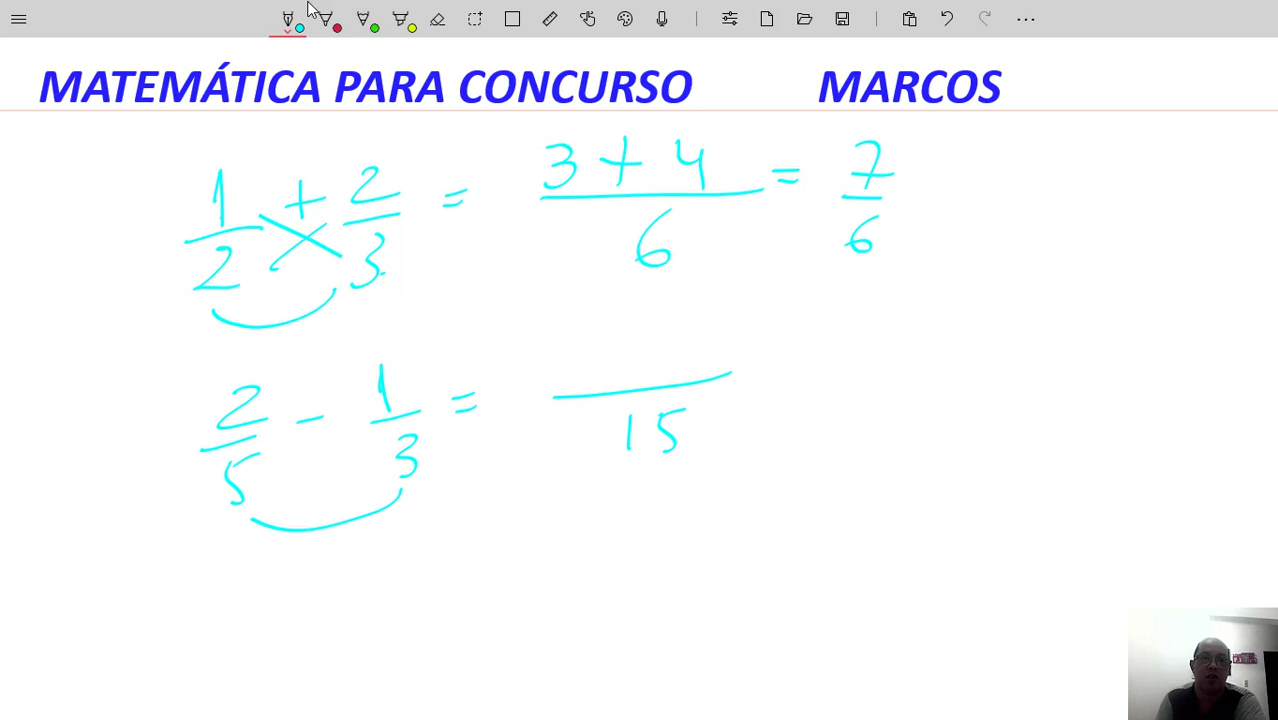 MATEMÁTICA PARA CONCURSO MARCOS
1/2 + 2/3 = (3 + 4)/6 = 7/6
2/5 - 1/3 = /15